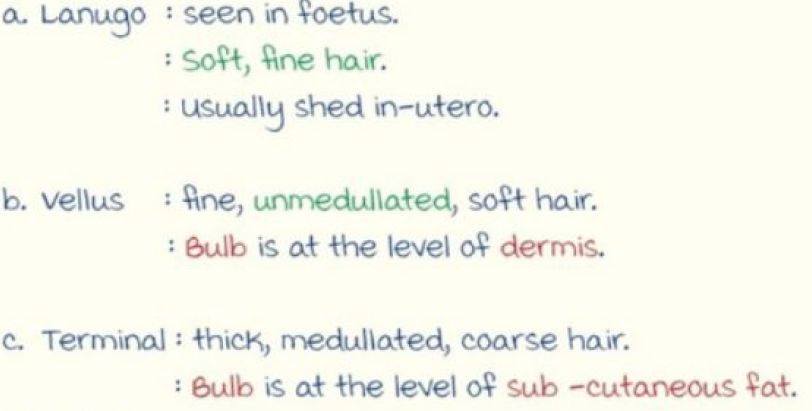 a. Lanugo : seen in foetus.
: Soft, fine hair.
: usually shed in-utero.
b. Vellus : fine, unmedullated, soft hair.
: Bulb is at the level of dermis.
c. Terminal : thick, medullated, coarse hair.
: Bulb is at the level of sub-cutaneous fat.